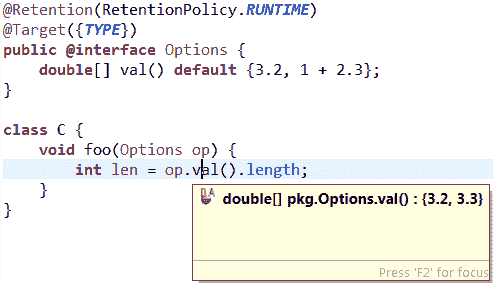 @Retention(RetentionPolicy.RUNTIME)
@Target({TYPE})
public @interface Options {
    double[] val() default {3.2, 1 + 2.3};
}

class C {
    void foo(Options op) {
        int len = op.val().length;
    }
}
double[] pkg.Options.val() : {3.2, 3.3}
Press 'F2' for focus